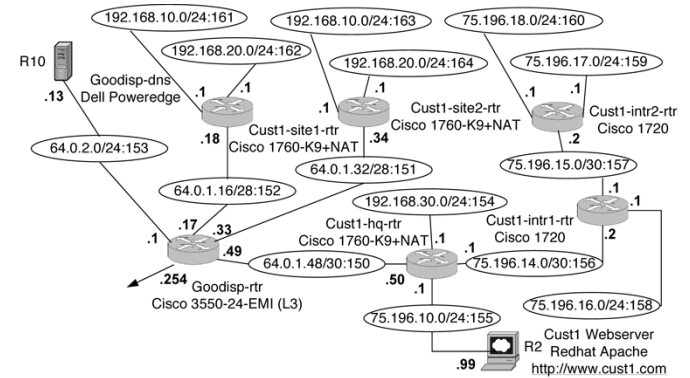 192.168.10.0/24:161
192.168.10.0/24:163
75.196.18.0/24:160
192.168.20.0/24:162
192.168.20.0/24:164
75.196.17.0/24:159
R10
.13
Goodisp-dns
Dell Poweredge
.1
.1
.18
Cust1-site1-rtr
Cisco 1760-K9+NAT
.1
.1
.34
Cust1-site2-rtr
Cisco 1760-K9+NAT
.1
.1
.2
Cust1-intr2-rtr
Cisco 1720
64.0.2.0/24:153
64.0.1.16/28:152
64.0.1.32/28:151
75.196.15.0/30:157
192.168.30.0/24:154
.1
.17
.33
.49
.254
Goodisp-rtr
Cisco 3550-24-EMI (L3)
64.0.1.48/30:150
Cust1-hq-rtr
Cisco 1760-K9+NAT
.1
.1
.50
.1
75.196.14.0/30:156
Cust1-intr1-rtr
Cisco 1720
.1
.1
.2
75.196.16.0/24:158
75.196.10.0/24:155
.99
R2
Cust1 Webserver
Redhat Apache
http://www.cust1.com